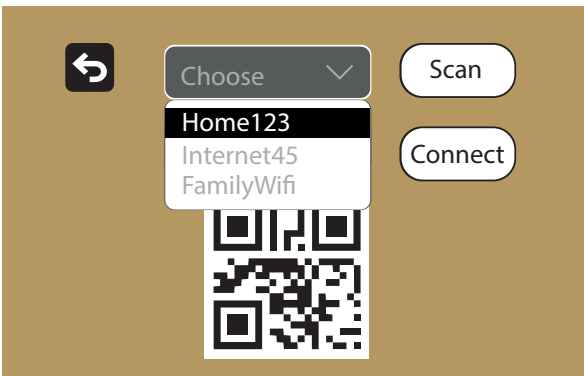 Choose
Scan
Home123
Internet45
FamilyWifi
Connect